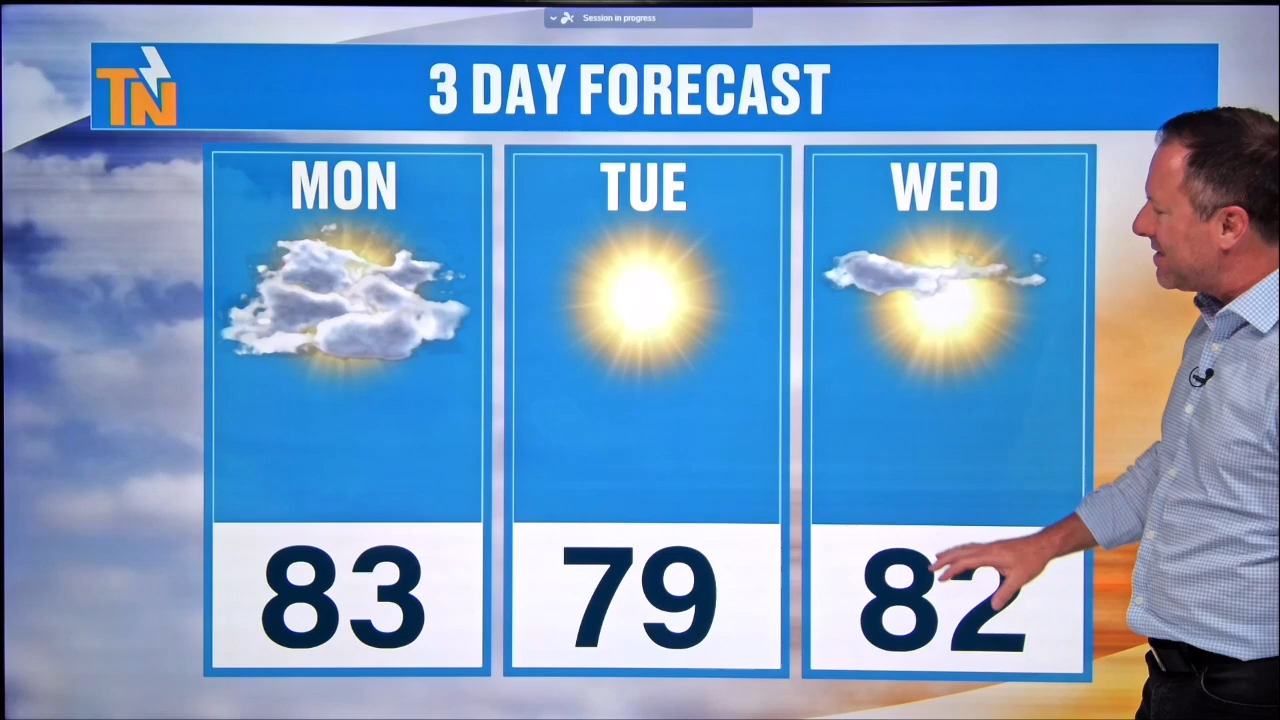 Session in progress
TN
3 DAY FORECAST
MON
TUE
WED
83
79
82